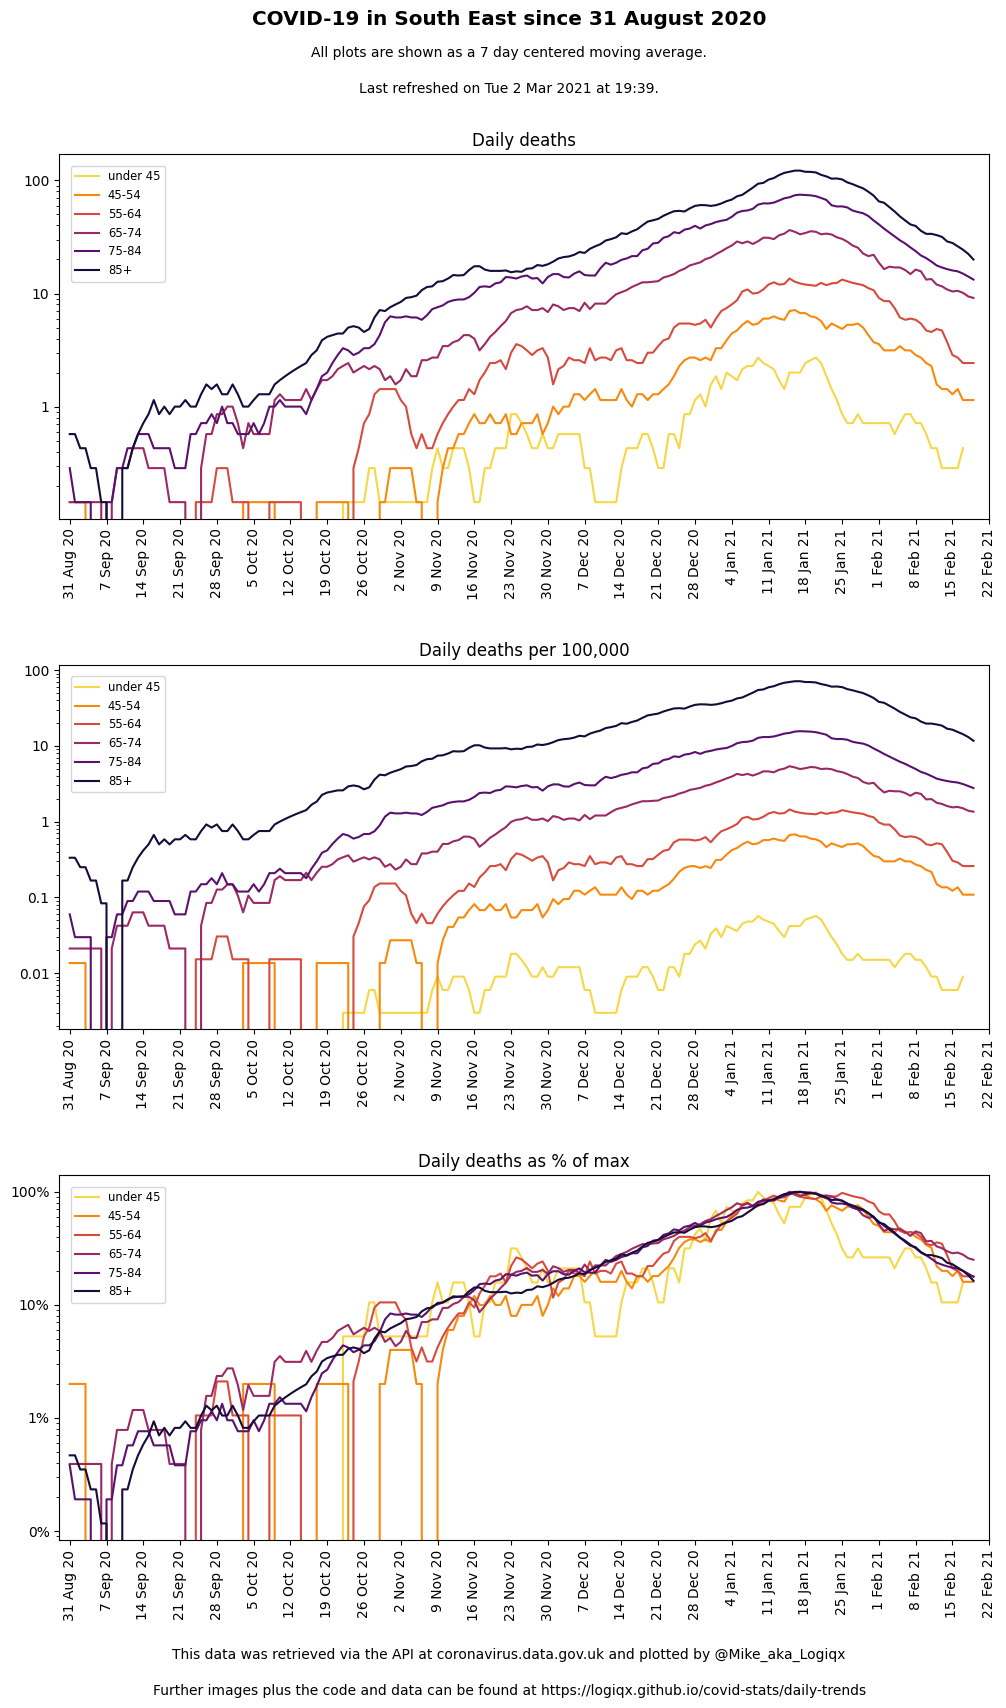 COVID-19 in South East since 31 August 2020
All plots are shown as a 7 day centered moving average.
Last refreshed on Tue 2 Mar 2021 at 19:39.
Daily deaths
under 45
45-54
55-64
65-74
75-84
85+
100
10
1
31 Aug 20
7 Sep 20
14 Sep 20
21 Sep 20
28 Sep 20
5 Oct 20
12 Oct 20
19 Oct 20
26 Oct 20
2 Nov 20
9 Nov 20
16 Nov 20
23 Nov 20
30 Nov 20
7 Dec 20
14 Dec 20
21 Dec 20
28 Dec 20
4 Jan 21
11 Jan 21
18 Jan 21
25 Jan 21
1 Feb 21
8 Feb 21
15 Feb 21
22 Feb 21
Daily deaths per 100,000
under 45
45-54
55-64
65-74
75-84
85+
100
10
1
0.1
0.01
31 Aug 20
7 Sep 20
14 Sep 20
21 Sep 20
28 Sep 20
5 Oct 20
12 Oct 20
19 Oct 20
26 Oct 20
2 Nov 20
9 Nov 20
16 Nov 20
23 Nov 20
30 Nov 20
7 Dec 20
14 Dec 20
21 Dec 20
28 Dec 20
4 Jan 21
11 Jan 21
18 Jan 21
25 Jan 21
1 Feb 21
8 Feb 21
15 Feb 21
22 Feb 21
Daily deaths as % of max
under 45
45-54
55-64
65-74
75-84
85+
100%
10%
1%
0%
31 Aug 20
7 Sep 20
14 Sep 20
21 Sep 20
28 Sep 20
5 Oct 20
12 Oct 20
19 Oct 20
26 Oct 20
2 Nov 20
9 Nov 20
16 Nov 20
23 Nov 20
30 Nov 20
7 Dec 20
14 Dec 20
21 Dec 20
28 Dec 20
4 Jan 21
11 Jan 21
18 Jan 21
25 Jan 21
1 Feb 21
8 Feb 21
15 Feb 21
22 Feb 21
This data was retrieved via the API at coronavirus.data.gov.uk and plotted by @Mike_aka_Logiqx
Further images plus the code and data can be found at https://logiqx.github.io/covid-stats/daily-trends